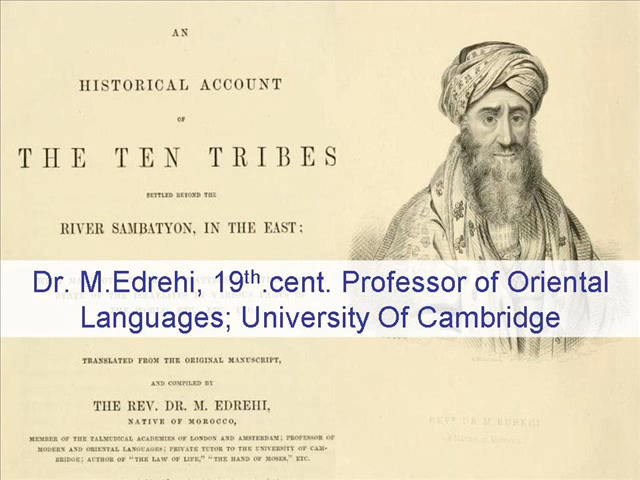 AN
HISTORICAL ACCOUNT
OF
THE TEN TRIBES
SETTLED BEYOND THE
RIVER SAMBATYON, IN THE EAST;
Dr. M.Edrehi, 19th.cent. Professor of Oriental
Languages; University Of Cambridge
TRANSLATED FROM THE ORIGINAL MANUSCRIPT,
AND COMPILED BY
THE REV. DR. M. EDREHI,
NATIVE OF MOROCCO,
MEMBER OF THE TALMUDICAL ACADEMIES OF LONDON AND AMSTERDAM; PROFESSOR OF
MODERN AND ORIENTAL LANGUAGES; PRIVATE TUTOR TO THE UNIVERSITY OF CAM-
BRIDGE; AUTHOR OF "THE LAW OF LIFE," "THE HAND OF MOSES," ETC.
REVD. DR M. EDREHI